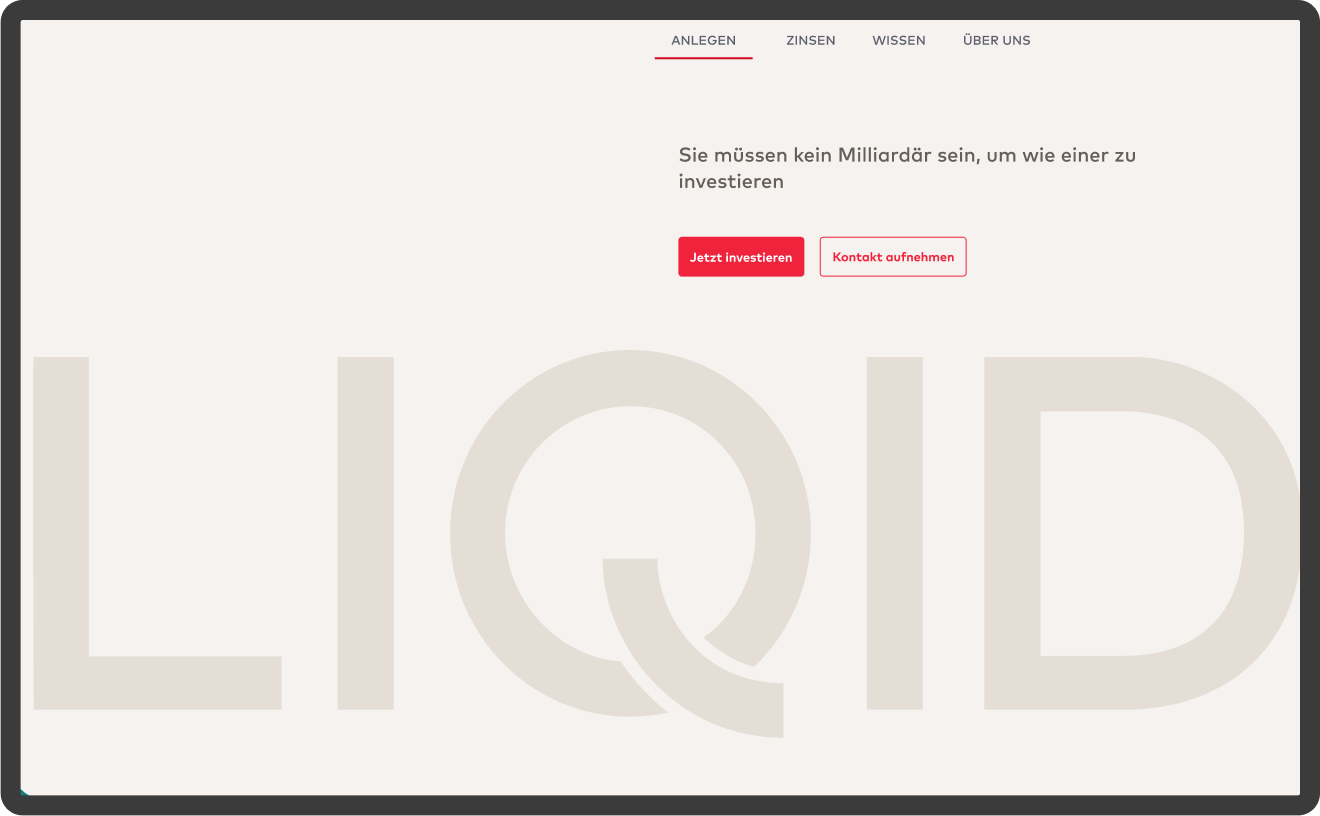 ANLEGEN ZINSEN WISSEN ÜBER UNS
Sie müssen kein Milliardär sein, um wie einer zu
investieren
Jetzt investieren Kontakt aufnehmen
LIQID